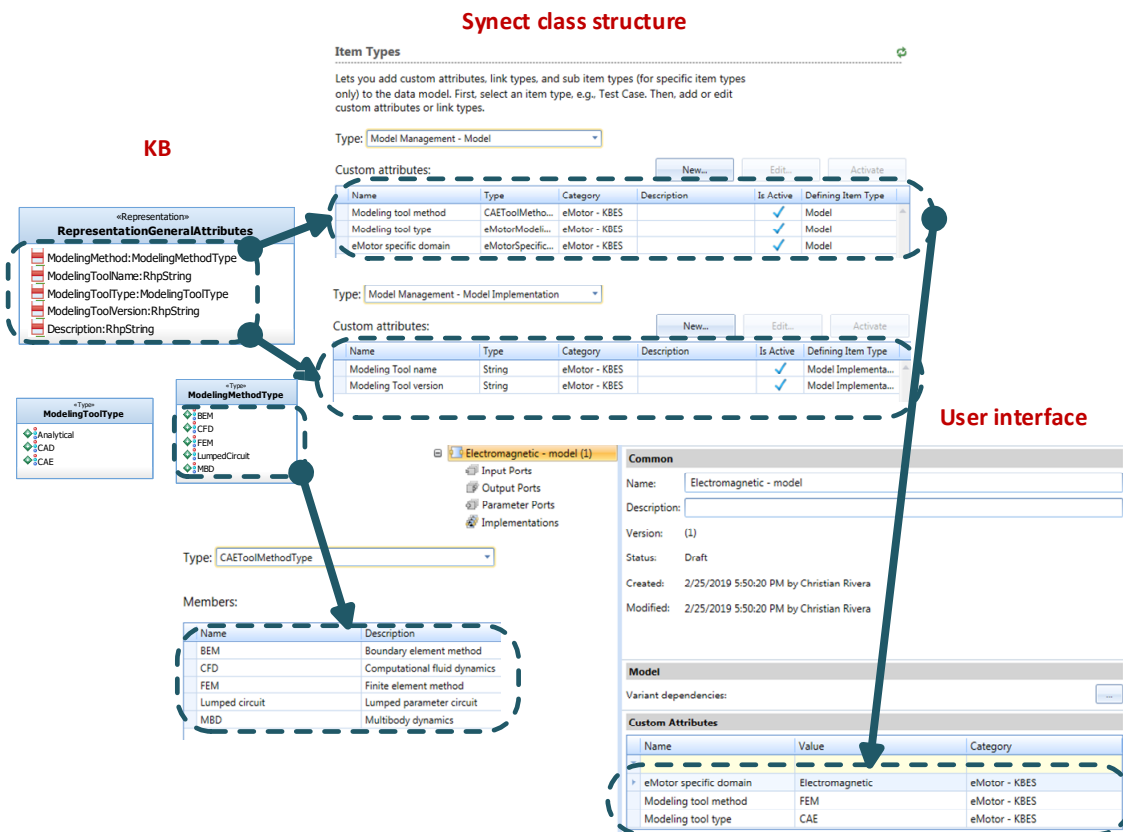 Synect class structure
Item Types
Lets you add custom attributes, link types, and sub item types (for specific item types
only) to the data model. First, select an item type, e.g., Test Case. Then, add or edit
custom attributes or link types.
Type: Model Management - Model
KB
Custom attributes: New... Edit... Activate
Name Type Category Description Is Active Defining Item Type
Modeling tool method CAEToolMetho... eMotor - KBES Model
Modeling tool type eMotorModeli... eMotor - KBES Model
eMotor specific domain eMotorSpecific... eMotor - KBES Model
«Representation»
RepresentationGeneralAttributes
ModelingMethod:ModelingMethodType
ModelingToolName:RhpString
ModelingToolType:ModelingToolType
ModelingToolVersion:RhpString
Description:RhpString
Type: Model Management - Model Implementation
Custom attributes: New... Edit... Activate
Name Type Category Description Is Active Defining Item Type
Modeling Tool name String eMotor - KBES Model Implementa...
Modeling Tool version String eMotor - KBES Model Implementa...
«Type»
ModelingToolType
Analytical
CAD
CAE
«Type»
ModelingMethodType
BEM
CFD
FEM
LumpedCircuit
MBD
User interface
Electromagnetic - model (1)
Input Ports
Output Ports
Parameter Ports
Implementations
Common
Name: Electromagnetic - model
Description:
Version: (1)
Status: Draft
Created: 2/25/2019 5:50:20 PM by Christian Rivera
Modified: 2/25/2019 5:50:20 PM by Christian Rivera
Type: CAEToolMethodType
Members:
Name Description
BEM Boundary element method
CFD Computational fluid dynamics
FEM Finite element method
Lumped circuit Lumped parameter circuit
MBD Multibody dynamics
Model
Variant dependencies: ...
Custom Attributes
Name Value Category
eMotor specific domain Electromagnetic eMotor - KBES
Modeling tool method FEM eMotor - KBES
Modeling tool type CAE eMotor - KBES